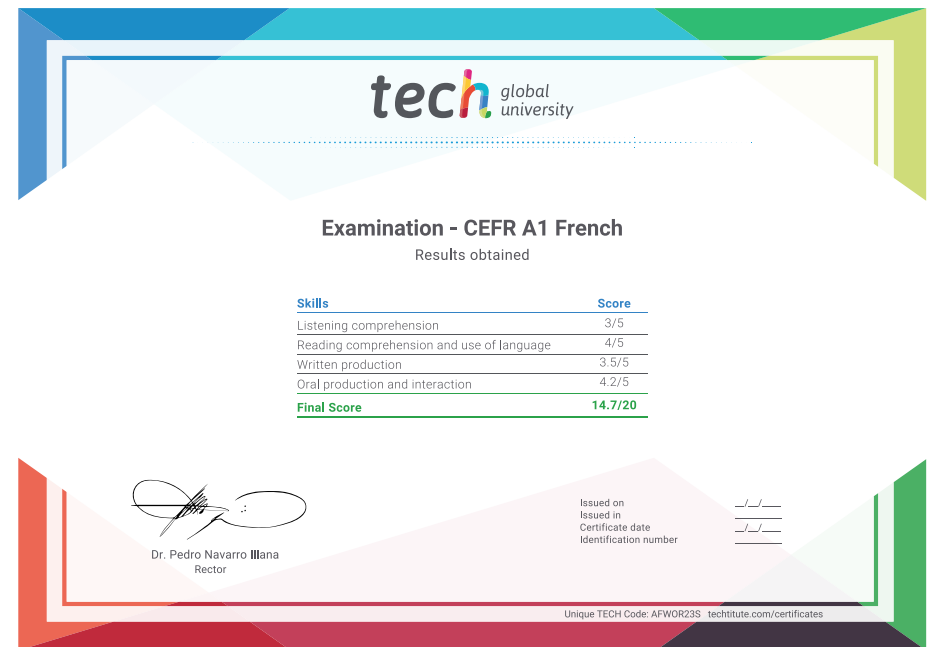 tech global university
Examination - CEFR A1 French
Results obtained
Skills Score
Listening comprehension 3/5
Reading comprehension and use of language 4/5
Written production 3.5/5
Oral production and interaction 4.2/5
Final Score 14.7/20
Dr. Pedro Navarro Illana
Rector
Issued on __/__/____
Issued in ________
Certificate date __/__/____
Identification number ________
Unique TECH Code: AFWOR23S techtitute.com/certificates